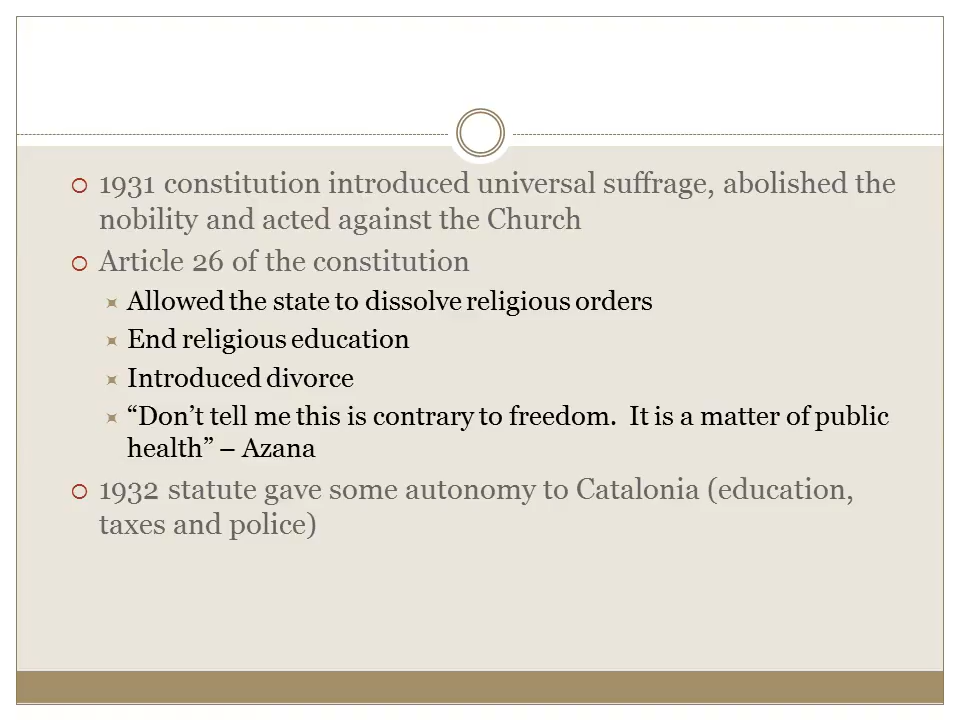 1931 constitution introduced universal suffrage, abolished the
nobility and acted against the Church
Article 26 of the constitution
Allowed the state to dissolve religious orders
End religious education
Introduced divorce
“Don’t tell me this is contrary to freedom.  It is a matter of public
health” – Azana
1932 statute gave some autonomy to Catalonia (education,
taxes and police)